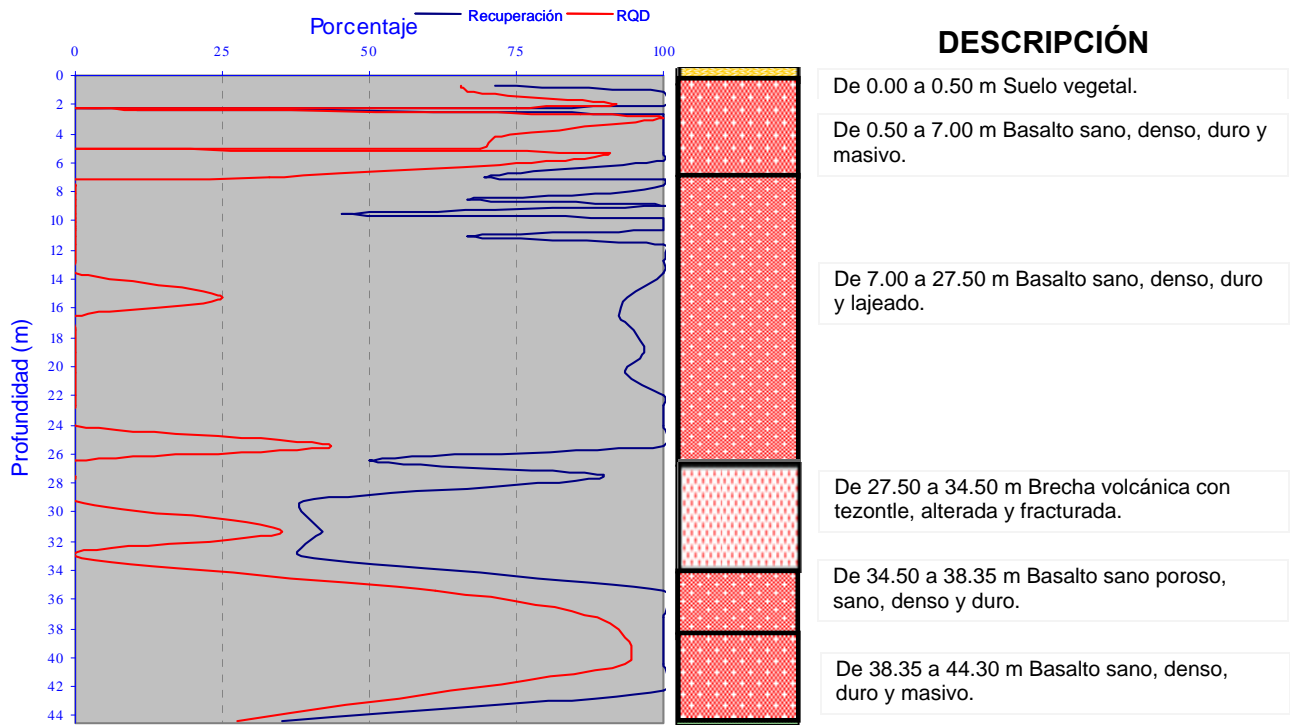 Porcentaje
Recuperación
RQD
0 25 50 75 100
Profundidad (m)
0
2
4
6
8
10
12
14
16
18
20
22
24
26
28
30
32
34
36
38
40
42
44
DESCRIPCIÓN
De 0.00 a 0.50 m Suelo vegetal.
De 0.50 a 7.00 m Basalto sano, denso, duro y
masivo.
De 7.00 a 27.50 m Basalto sano, denso, duro
y lajeado.
De 27.50 a 34.50 m Brecha volcánica con
tezontle, alterada y fracturada.
De 34.50 a 38.35 m Basalto sano poroso,
sano, denso y duro.
De 38.35 a 44.30 m Basalto sano, denso,
duro y masivo.